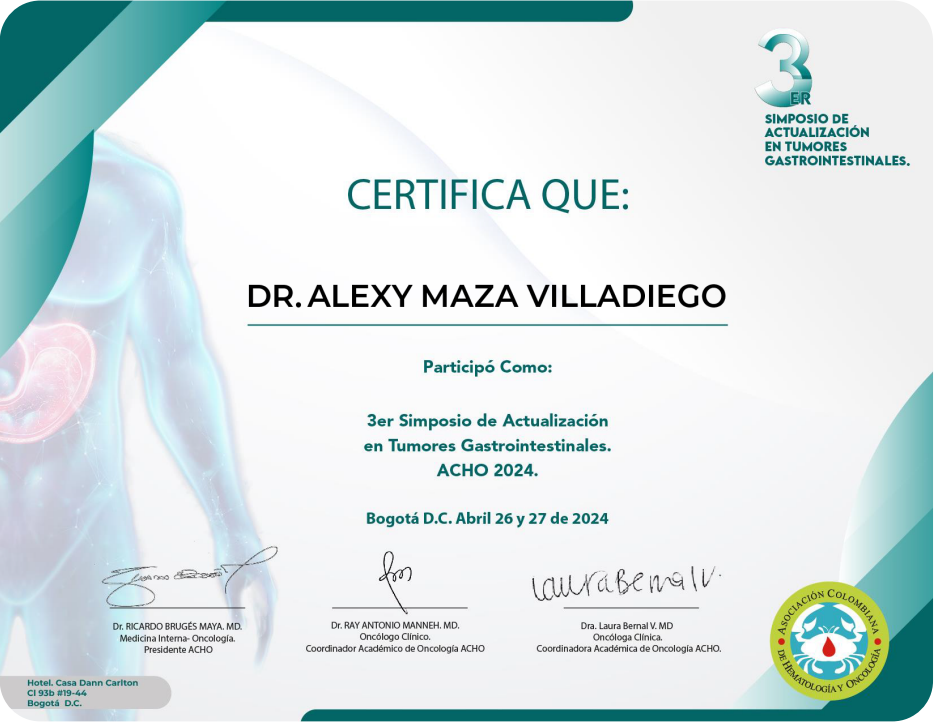 3
ER
SIMPOSIO DE
ACTUALIZACIÓN
EN TUMORES
GASTROINTESTINALES.
CERTIFICA QUE:
DR. ALEXY MAZA VILLADIEGO
Participó Como:
3er Simposio de Actualización
en Tumores Gastrointestinales.
ACHO 2024.
Bogotá D.C. Abril 26 y 27 de 2024
Laura Bernal V.
Dr. RICARDO BRUGÉS MAYA. MD.
Medicina Interna- Oncología.
Presidente ACHO
Dr. RAY ANTONIO MANNEH. MD.
Oncólogo Clínico.
Coordinador Académico de Oncología ACHO
Dra. Laura Bernal V. MD
Oncóloga Clínica.
Coordinadora Académica de Oncología ACHO.
ASOCIACIÓN COLOMBIANA
DE HEMATOLOGÍA Y ONCOLOGÍA
Hotel. Casa Dann Carlton
Cl 93b #19-44
Bogotá D.C.